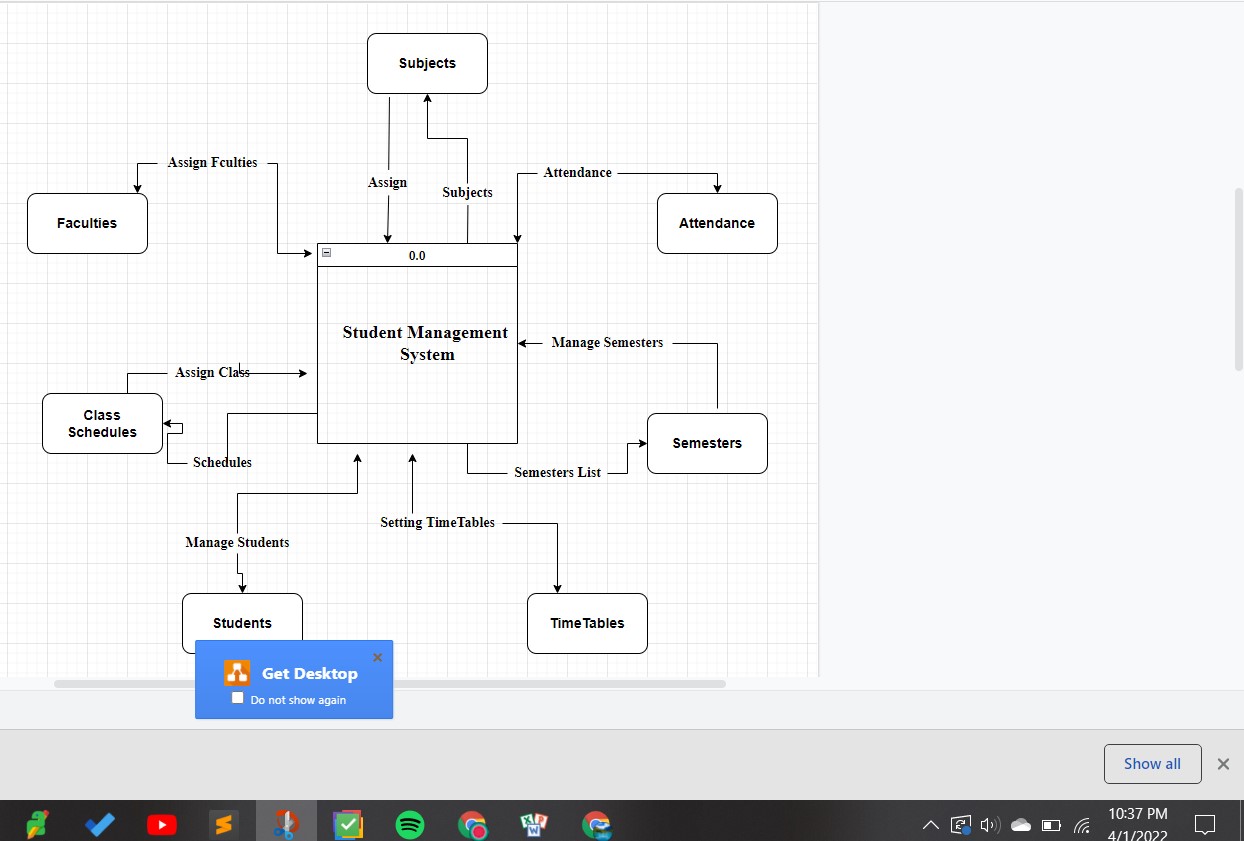 Subjects
Assign Fculties
Attendance
Assign
Subjects
Faculties
Attendance
0.0
Student Management
System
Manage Semesters
Assign Class
Class
Schedules
Semesters
Schedules
Semesters List
Setting TimeTables
Manage Students
Students
TimeTables
Get Desktop
Do not show again
Show all
10:37 PM
4/1/2022